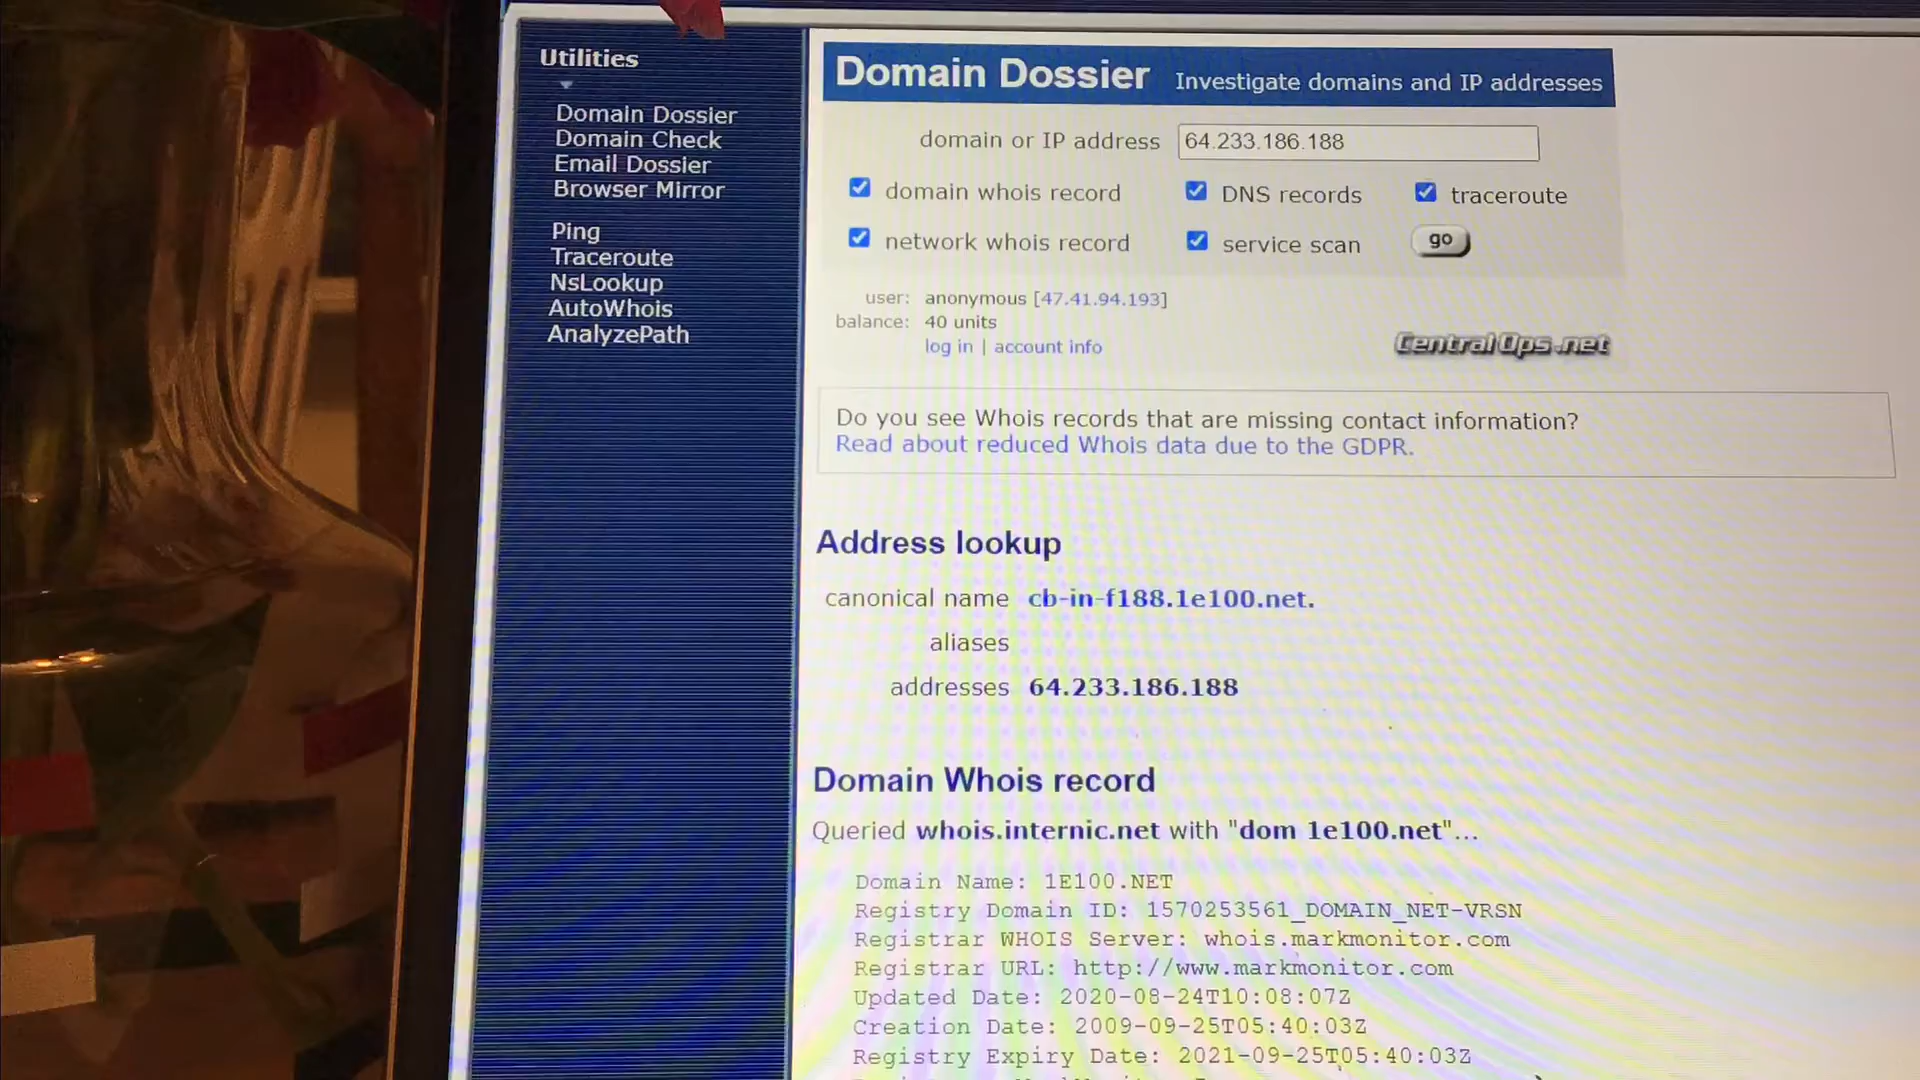 Utilities
Domain Dossier
Domain Check
Email Dossier
Browser Mirror
Ping
Traceroute
NsLookup
AutoWhois
AnalyzePath
Domain Dossier Investigate domains and IP addresses
domain or IP address 64.233.186.188
domain whois record DNS records traceroute
network whois record service scan go
user: anonymous [47.41.94.193]
balance: 40 units
log in | account info
CentralOps.net
Do you see Whois records that are missing contact information?
Read about reduced Whois data due to the GDPR.
Address lookup
canonical name cb-in-f188.1e100.net.
aliases
addresses 64.233.186.188
Domain Whois record
Queried whois.internic.net with "dom 1e100.net"...
Domain Name: 1E100.NET
Registry Domain ID: 1570253561_DOMAIN_NET-VRSN
Registrar WHOIS Server: whois.markmonitor.com
Registrar URL: http://www.markmonitor.com
Updated Date: 2020-08-24T10:08:07Z
Creation Date: 2009-09-25T05:40:03Z
Registry Expiry Date: 2021-09-25T05:40:03Z